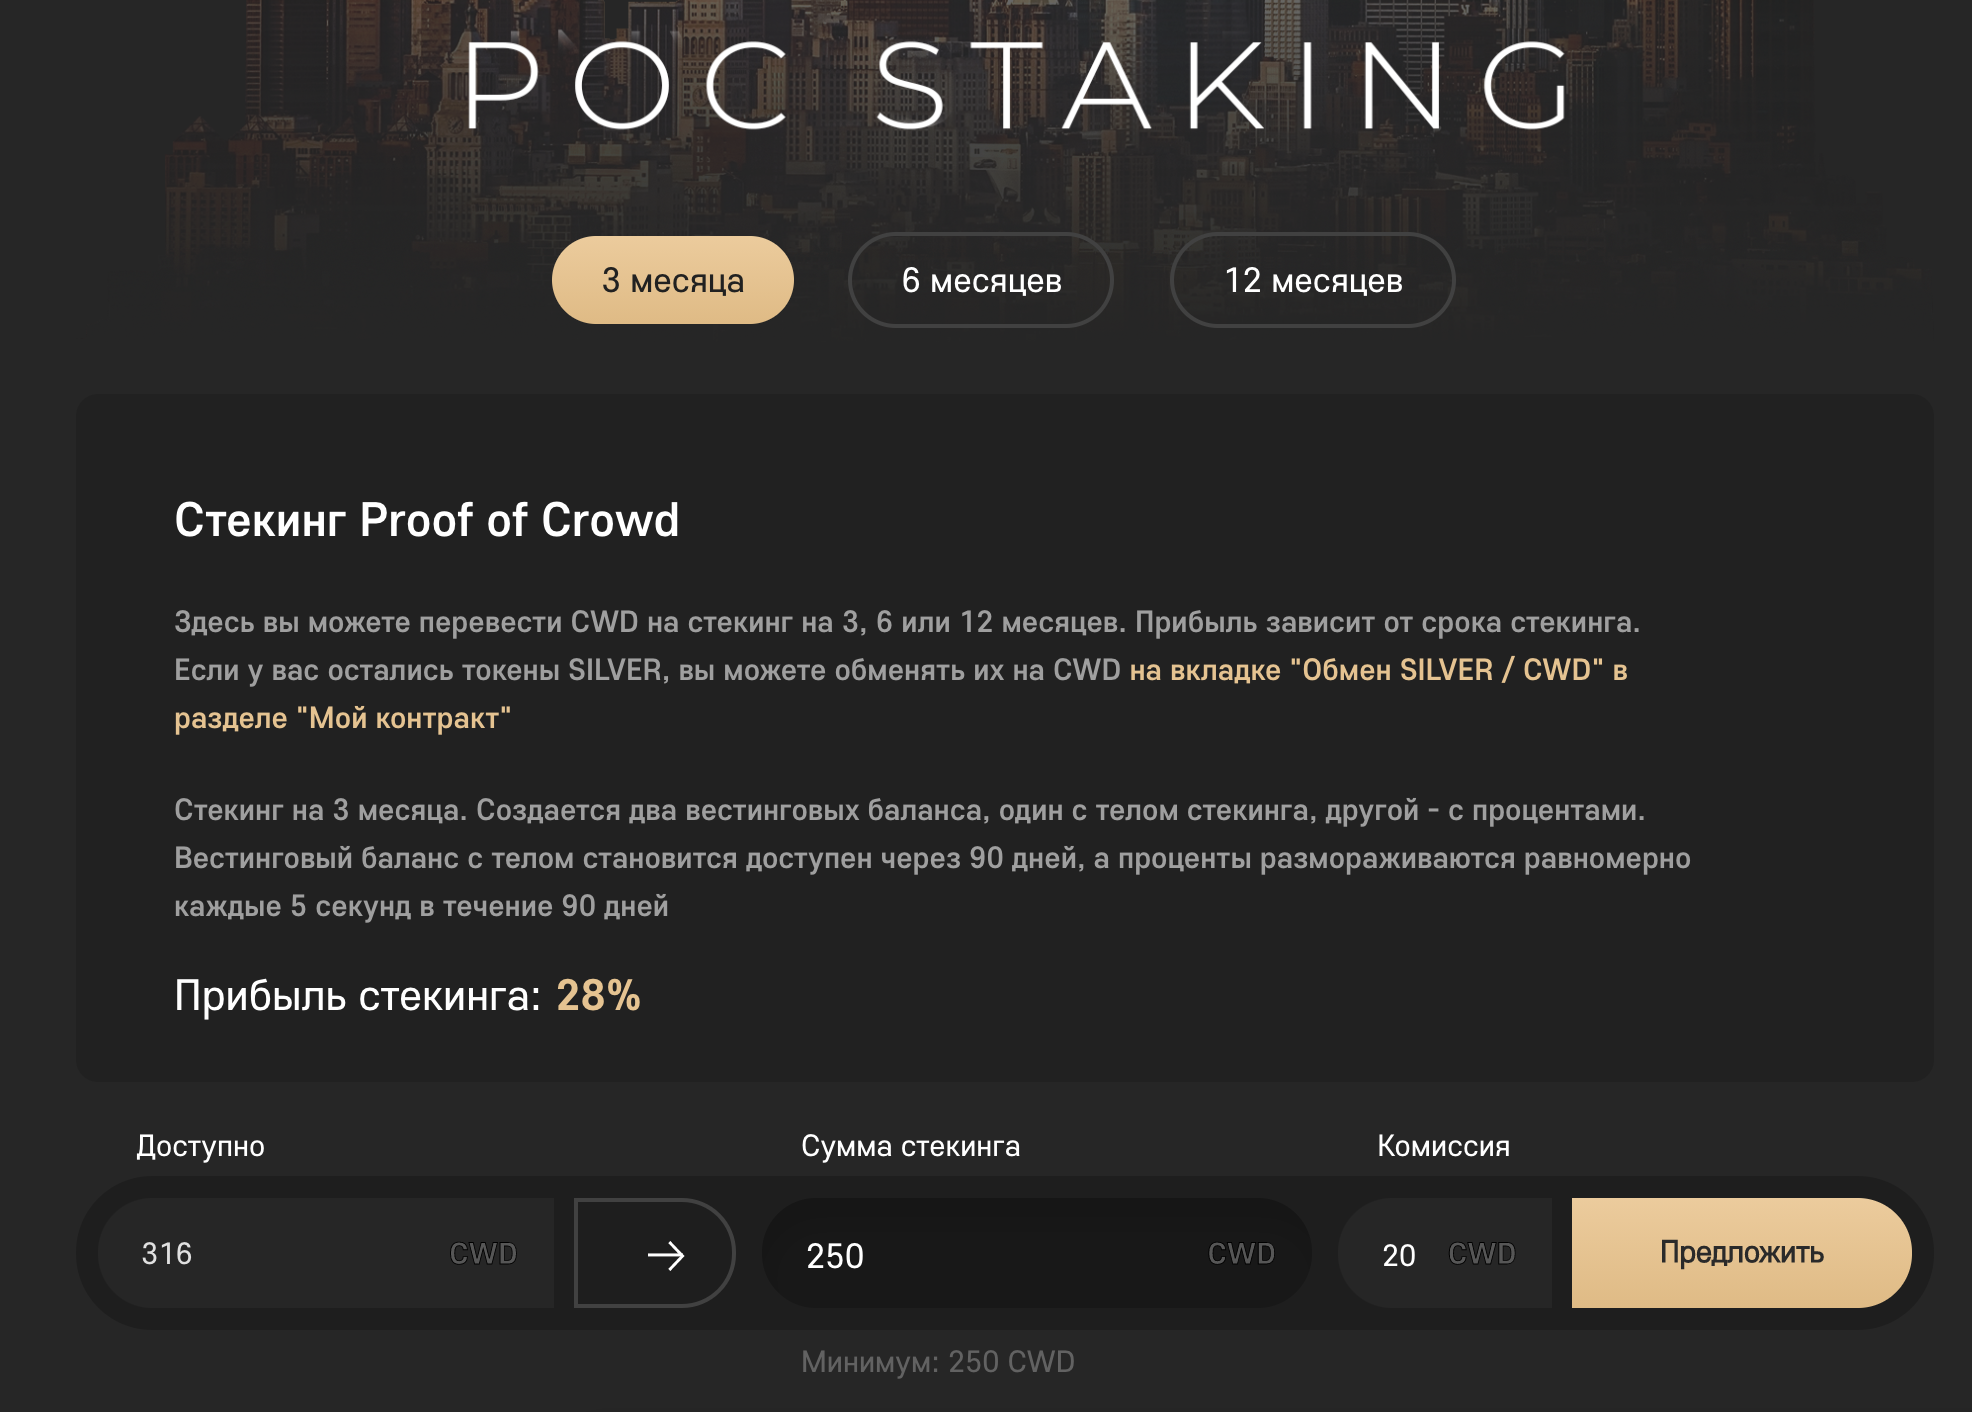 POC STAKING
3 месяца
6 месяцев
12 месяцев
Стекинг Proof of Crowd
Здесь вы можете перевести CWD на стекинг на 3, 6 или 12 месяцев. Прибыль зависит от срока стекинга.
Если у вас остались токены SILVER, вы можете обменять их на CWD на вкладке "Обмен SILVER / CWD" в
разделе "Мой контракт"
Стекинг на 3 месяца. Создается два вестинговых баланса, один с телом стекинга, другой - с процентами.
Вестинговый баланс с телом становится доступен через 90 дней, а проценты размораживаются равномерно
каждые 5 секунд в течение 90 дней
Прибыль стекинга: 28%
Доступно
Сумма стекинга
Комиссия
316 CWD
250 CWD
20 CWD
Предложить
Минимум: 250 CWD